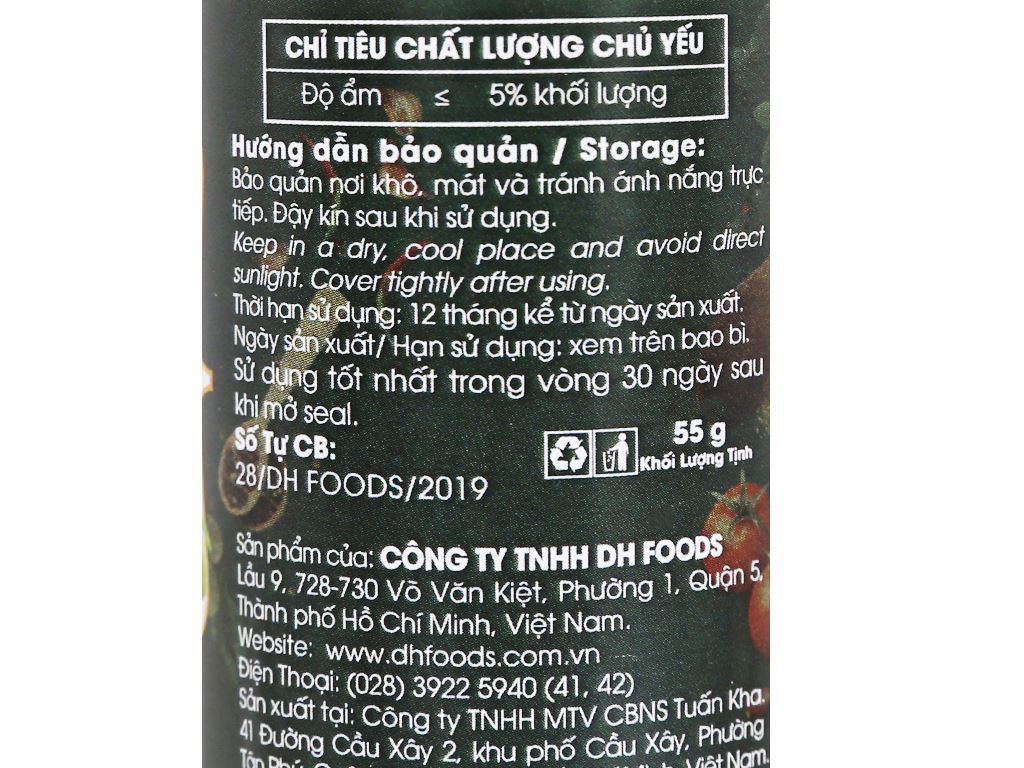 CHỈ TIÊU CHẤT LƯỢNG CHỦ YẾU
Độ ẩm ≤ 5% khối lượng
Hướng dẫn bảo quản / Storage:
Bảo quản nơi khô, mát và tránh ánh nắng trực
tiếp. Đậy kín sau khi sử dụng.
Keep in a dry, cool place and avoid direct
sunlight. Cover tightly after using.
Thời hạn sử dụng: 12 tháng kể từ ngày sản xuất.
Ngày sản xuất/ Hạn sử dụng: xem trên bao bì.
Sử dụng tốt nhất trong vòng 30 ngày sau
khi mở seal.
Số Tự CB:
28/DH FOODS/2019
55 g
Khối Lượng Tịnh
Sản phẩm của: CÔNG TY TNHH DH FOODS
Lầu 9, 728-730 Võ Văn Kiệt, Phường 1, Quận 5,
Thành phố Hồ Chí Minh, Việt Nam.
Website: www.dhfoods.com.vn
Điện Thoại: (028) 3922 5940 (41, 42)
Sản xuất tại: Công ty TNHH MTV CBNS Tuấn Kha.
41 Đường Cầu Xây 2, khu phố Cầu Xây, Phường
Tân Phú, Việt Nam.